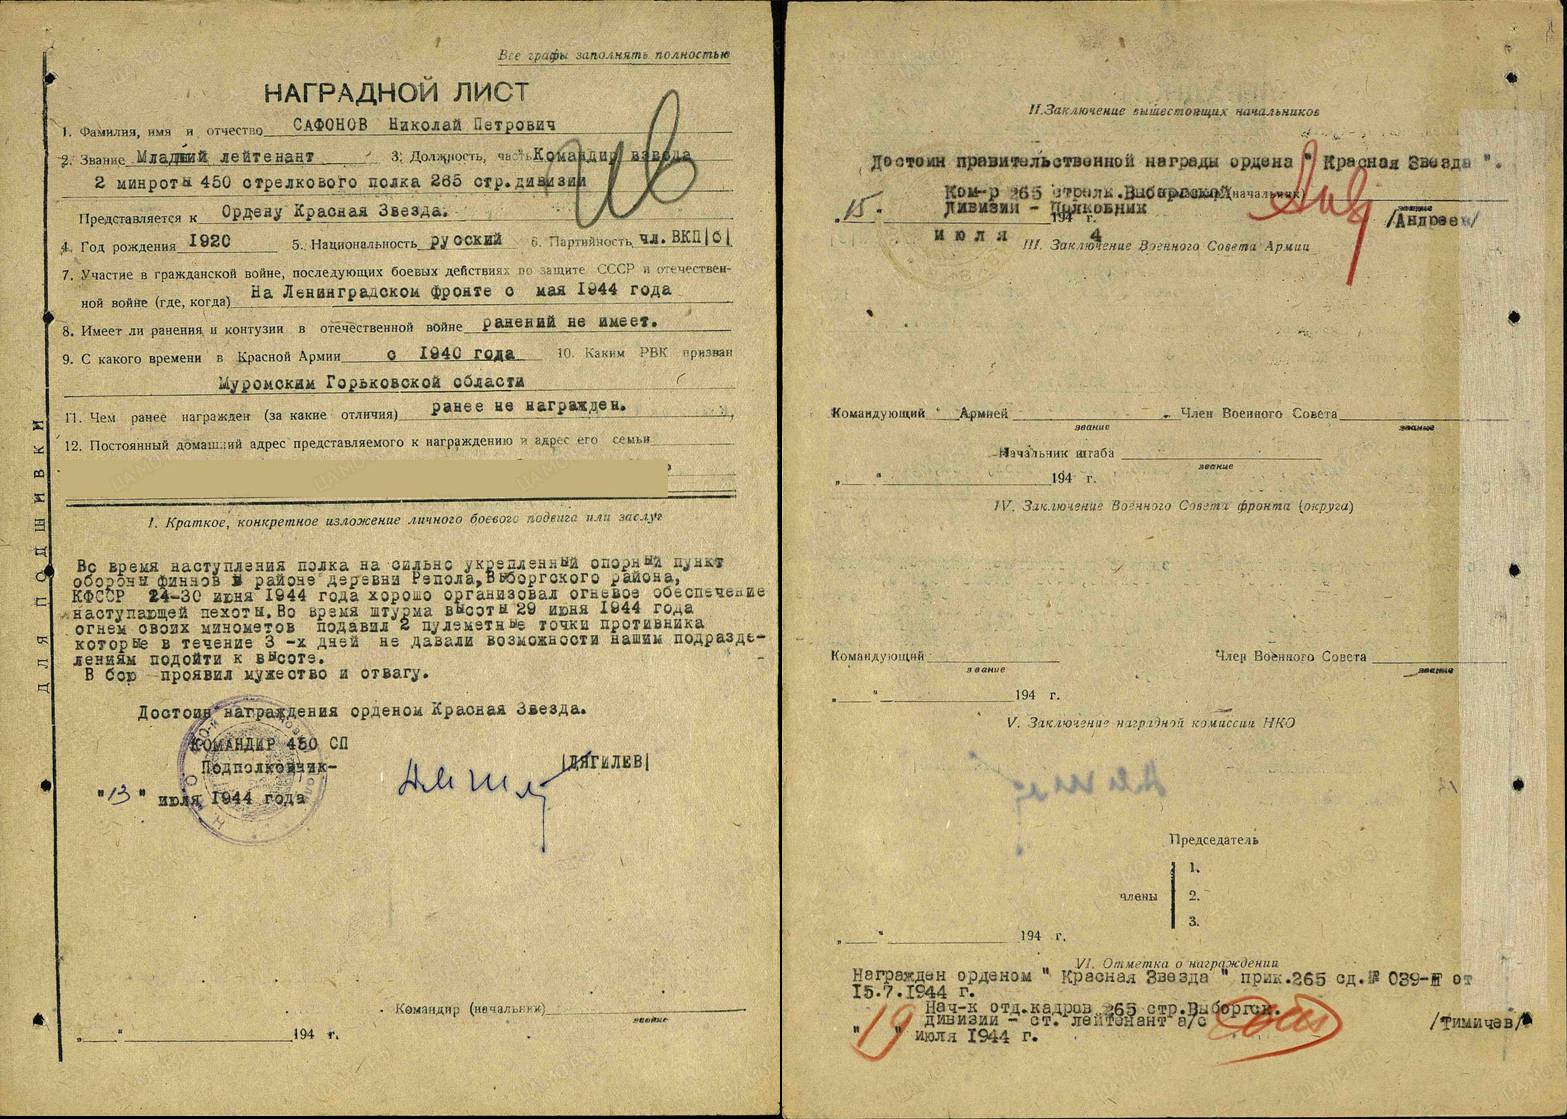 Все графы заполнять полностью
НАГРАДНОЙ ЛИСТ
1. Фамилия, имя и отчество САФОНОВ Николай Петрович
2. Звание Младший лейтенант 3. Должность, часть Командир взвода
2 минроты 450 стрелкового полка 265 стр.дивизии
Представляется к Ордену Красная Звезда.
4. Год рождения 1920 5. Национальность русский 6. Партийность чл.ВКП|б|
7. Участие в гражданской войне, последующих боевых действиях по защите СССР и отечествен-
ной войне (где, когда) На Ленинградском фронте с мая 1944 года
8. Имеет ли ранения и контузии в отечественной войне ранений не имеет.
9. С какого времени в Красной Армии с 1940 года 10. Каким РВК призван
Муромским Горьковской области
11. Чем ранее награжден (за какие отличия) ранее не награжден.
12. Постоянный домашний адрес представляемого к награждению и адрес его семьи
I. Краткое, конкретное изложение личного боевого подвига или заслуг
Во время наступления полка на сильно укрепленный опорный пункт
обороны финнов в районе деревни Репола, Выборгского района,
КФССР 24-30 июня 1944 года хорошо организовал огневое обеспечение
наступающей пехоты. Во время штурма высоты 29 июня 1944 года
огнем своих минометов подавил 2 пулеметные точки противника
которые в течение 3-х дней не давали возможности нашим подразде-
лениям подойти к высоте.
В бою проявил мужество и отвагу.
Достоин награждения орденом Красная Звезда.
КОМАНДИР 450 СП
Подполковник- |ДЯГИЛЕВ|
"13" июля 1944 года
Командир (начальник)
звание
" " 194 г.
ДЛЯ ПОДШИВКИ
II. Заключение вышестоящих начальников
Достоин правительственной награды ордена " Красная Звезда ".
Ком-р 265 стрелк.Выборгской (начальник)
Дивизии - Полковник звание
"15" июля 1944 г. /Андреев/
III. Заключение Военного Совета Армии
Командующий Армией Член Военного Совета
звание звание
Начальник штаба
звание
" " 194 г.
IV. Заключение Военного Совета фронта (округа)
Командующий Член Военного Совета
звание звание
" " 194 г.
V. Заключение наградной комиссии НКО
Председатель
1.
члены 2.
3.
" " 194 г.
VI. Отметка о награждении
Награжден орденом " Красная Звезда " прик.265 сд.№ 039-Н от
15.7.1944 г.
Нач-к отд.кадров 265 стр.Выборгск.
дивизии - ст. лейтенант а/с /Тимичев/
"19" июля 1944 г.